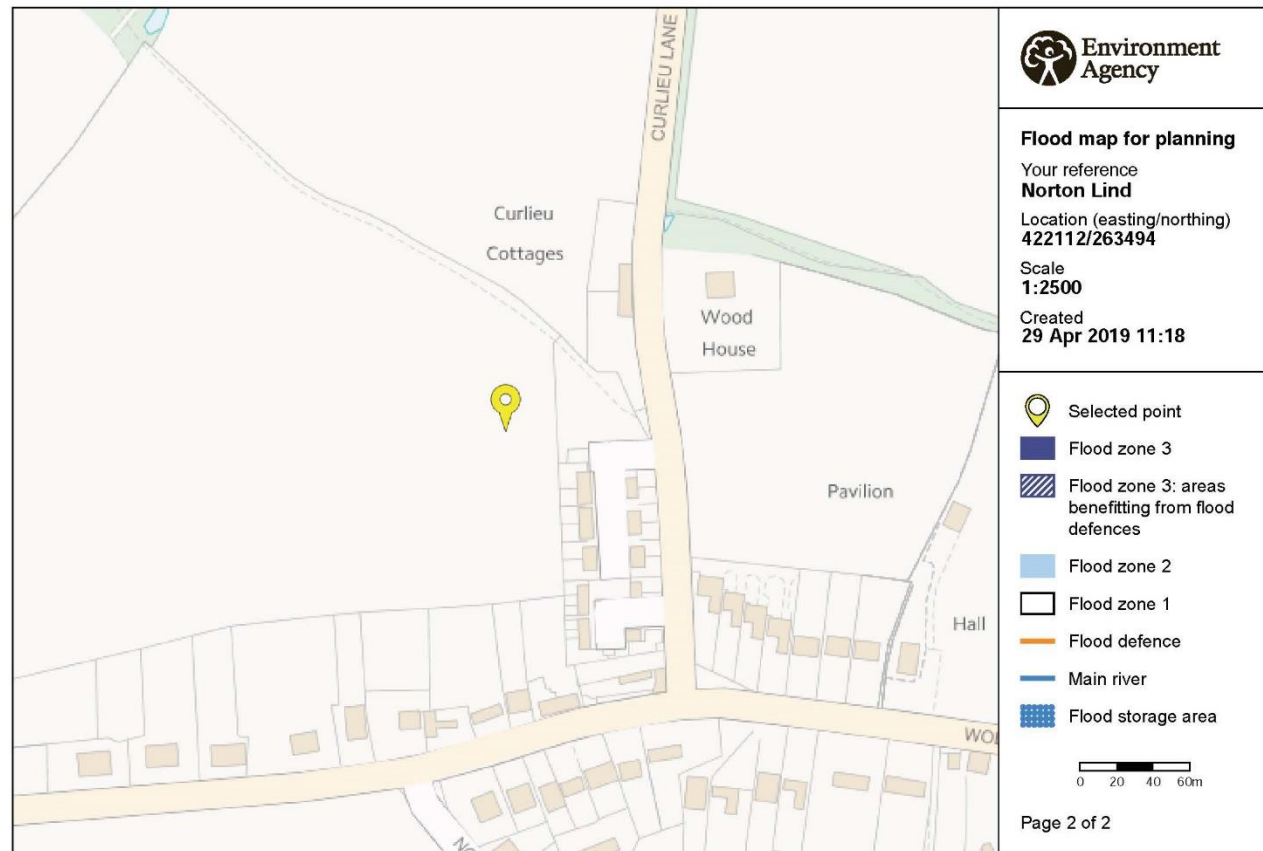 CURLIEU LANE
Curlieu
Cottages
Wood
House
Pavilion
Hall
Environment
Agency
Flood map for planning
Your reference
Norton Lind
Location (easting/northing)
422112/263494
Scale
1:2500
Created
29 Apr 2019 11:18
Selected point
Flood zone 3
Flood zone 3: areas
benefitting from flood
defences
Flood zone 2
Flood zone 1
Flood defence
Main river
Flood storage area
0 20 40 60m
Page 2 of 2